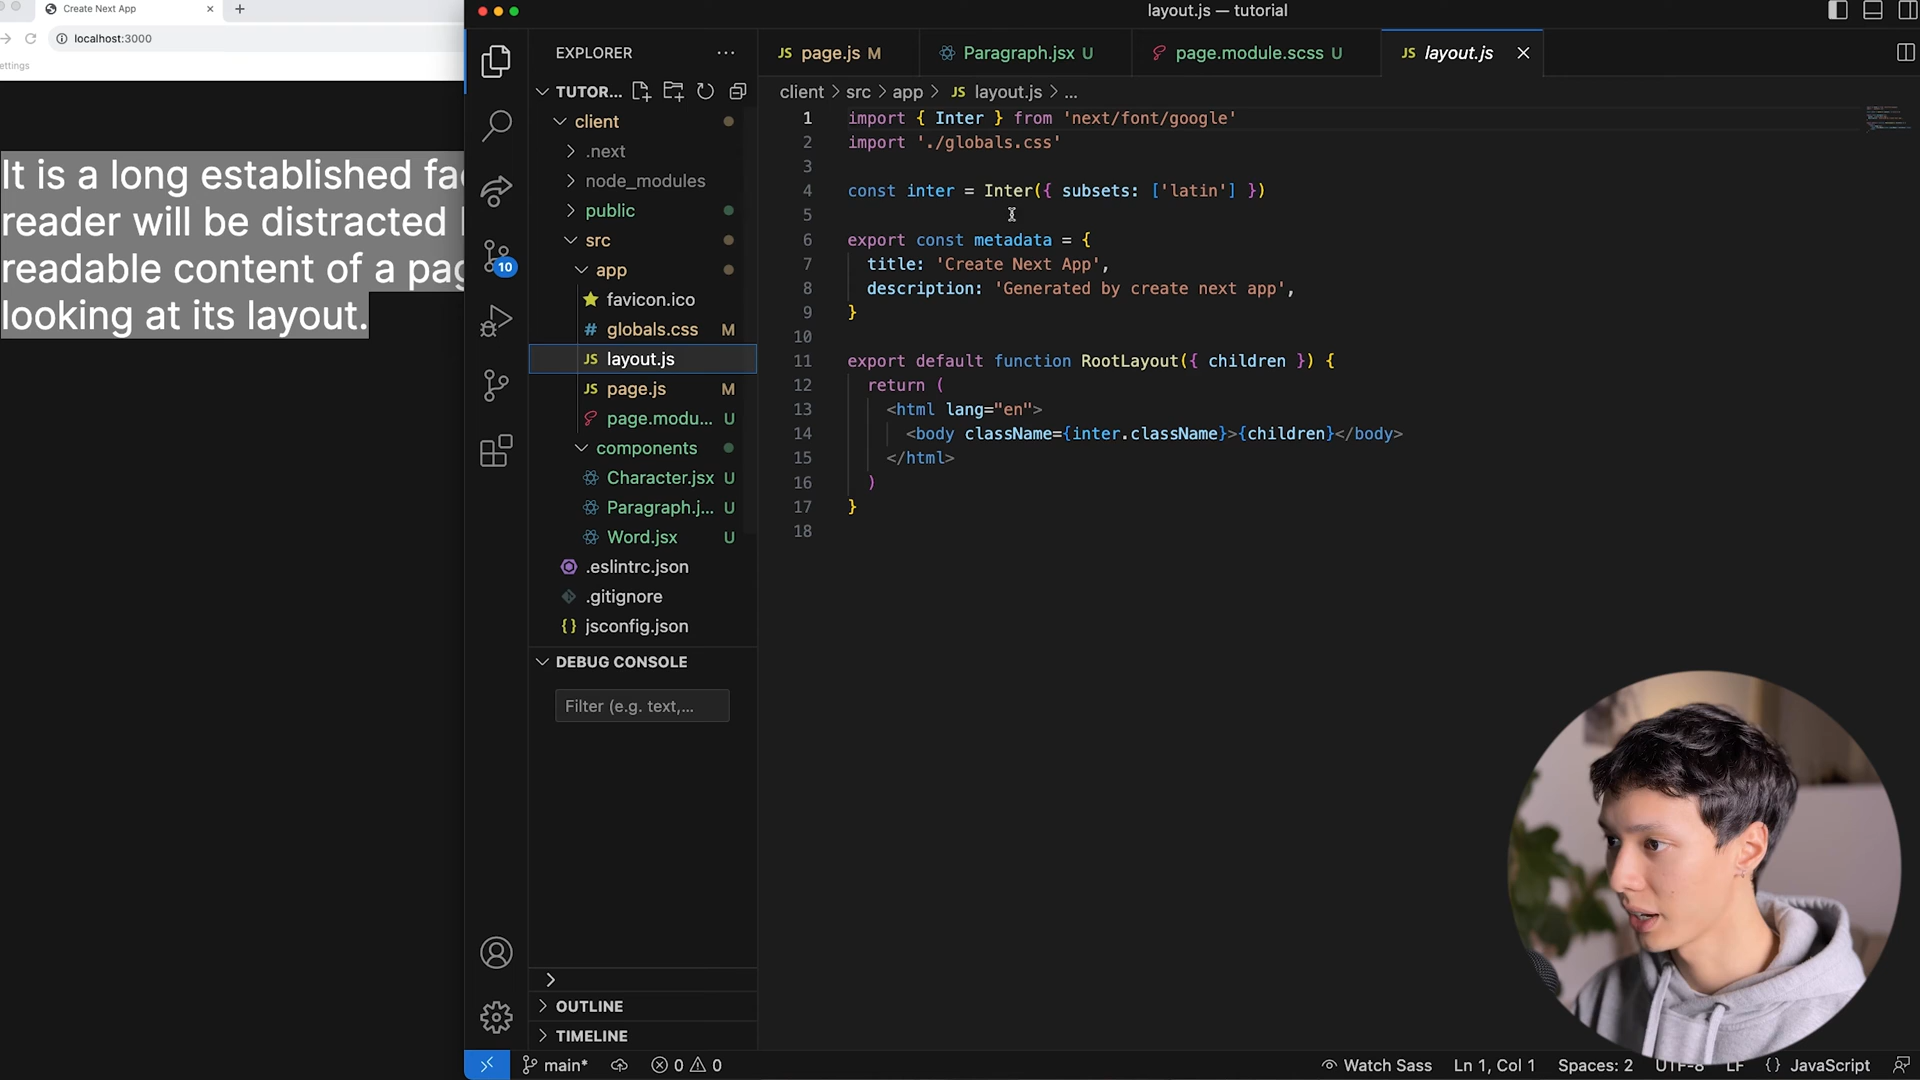 Create Next App
localhost:3000
ettings
It is a long established fac
reader will be distracted
readable content of a pag
looking at its layout.
layout.js — tutorial
EXPLORER
TUTOR...
client
.next
node_modules
public
src
app
favicon.ico
globals.css M
layout.js
page.js M
page.modu... U
components
Character.jsx U
Paragraph.j... U
Word.jsx U
.eslintrc.json
.gitignore
jsconfig.json
DEBUG CONSOLE
Filter (e.g. text,...
OUTLINE
TIMELINE
10
JS page.js M
Paragraph.jsx U
page.module.scss U
JS layout.js
client > src > app > JS layout.js > ...
1 import { Inter } from 'next/font/google'
2 import './globals.css'
3
4 const inter = Inter({ subsets: ['latin'] })
5
6 export const metadata = {
7 title: 'Create Next App',
8 description: 'Generated by create next app',
9 }
10
11 export default function RootLayout({ children }) {
12 return (
13 <html lang="en">
14 <body className={inter.className}>{children}</body>
15 </html>
16 )
17 }
18
main* 0 0
Watch Sass Ln 1, Col 1 Spaces: 2 UTF-8 LF {} JavaScript